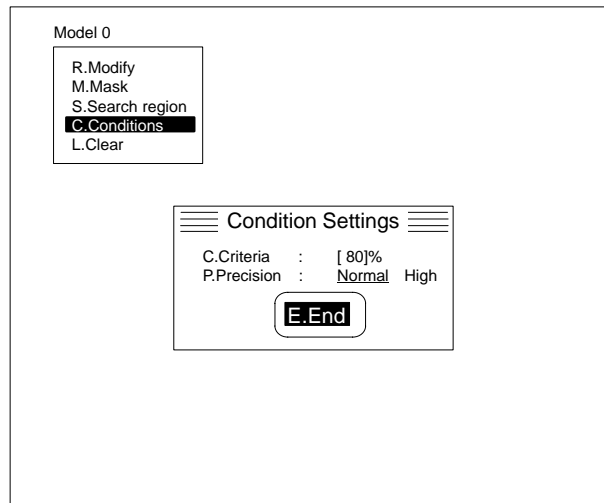 Model 0
R.Modify
M.Mask
S.Search region
C.Conditions
L.Clear
Condition Settings
C.Criteria : [ 80]%
P.Precision : Normal High
E.End